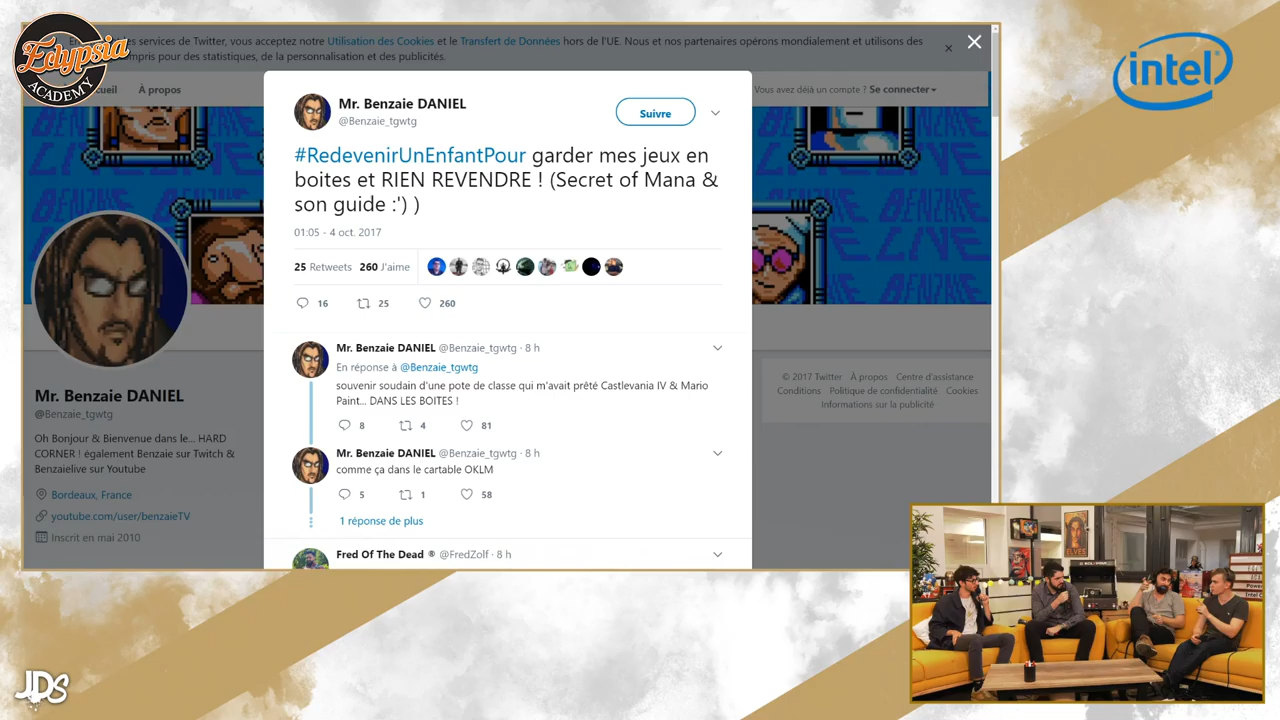 Eclypsia
ACADEMY
es services de Twitter, vous acceptez notre Utilisation des Cookies et le Transfert de Données hors de l'UE. Nous et nos partenaires opérons mondialement et utilisons des
mpris pour des statistiques, de la personnalisation et des publicités.
intel
cueil À propos
Vous avez déjà un compte ? Se connecter
Mr. Benzaie DANIEL
@Benzaie_tgwtg
Suivre
#RedevenirUnEnfantPour garder mes jeux en
boites et RIEN REVENDRE ! (Secret of Mana &
son guide :') )
01:05 - 4 oct. 2017
25 Retweets 260 J'aime
16 25 260
Mr. Benzaie DANIEL @Benzaie_tgwtg · 8 h
En réponse à @Benzaie_tgwtg
souvenir soudain d'une pote de classe qui m'avait prêté Castlevania IV & Mario
Paint... DANS LES BOITES !
8 4 81
Mr. Benzaie DANIEL @Benzaie_tgwtg · 8 h
comme ça dans le cartable OKLM
5 1 58
1 réponse de plus
Fred Of The Dead ® @FredZolf · 8 h
Mr. Benzaie DANIEL
@Benzaie_tgwtg
Oh Bonjour & Bienvenue dans le... HARD
CORNER ! également Benzaie sur Twitch &
Benzaielive sur Youtube
Bordeaux, France
youtube.com/user/benzaieTV
Inscrit en mai 2010
© 2017 Twitter À propos Centre d'assistance
Conditions Politique de confidentialité Cookies
Informations sur la publicité
JDS